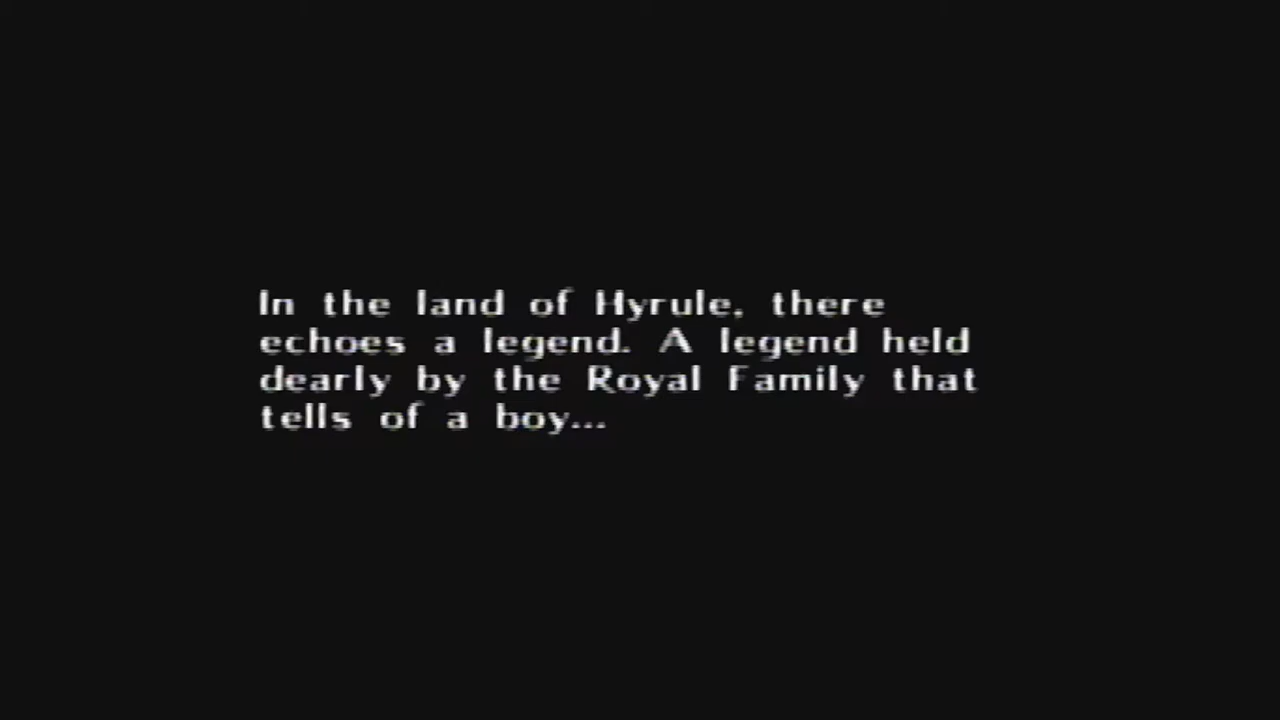 In the land of Hyrule, there
echoes a legend. A legend held
dearly by the Royal Family that
tells of a boy...